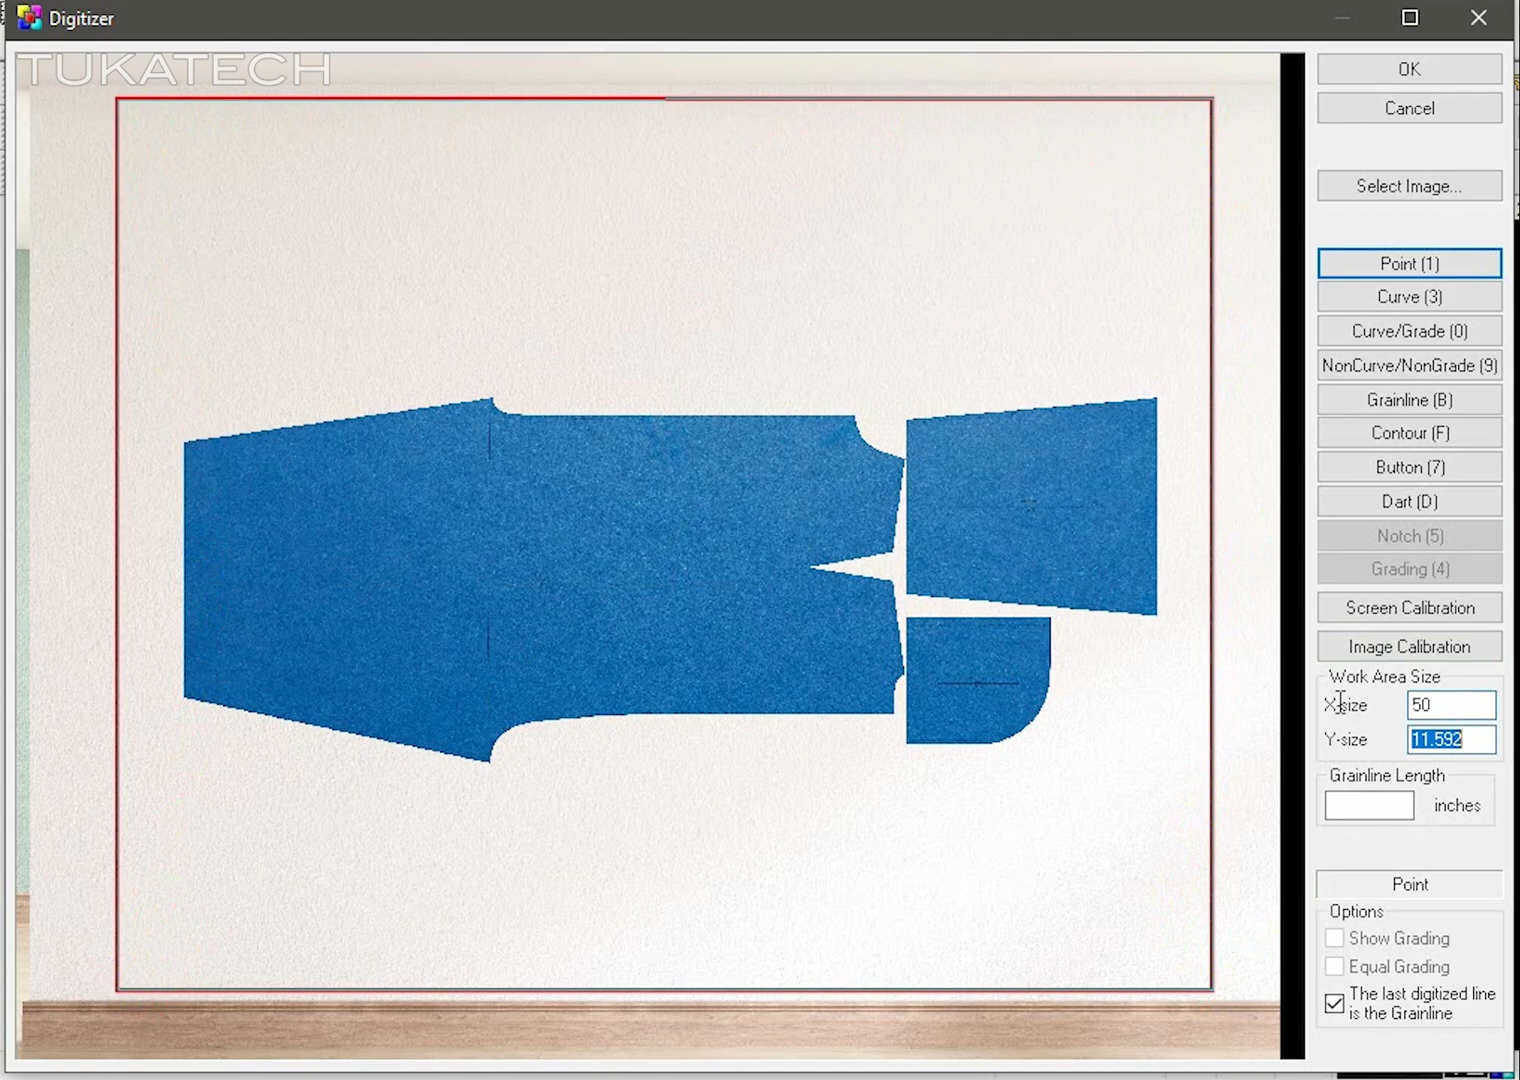 Digitizer
TUKATECH
OK
Cancel
Select Image...
Point (1)
Curve (3)
Curve/Grade (0)
NonCurve/NonGrade (9)
Grainline (B)
Contour (F)
Button (7)
Dart (D)
Notch (5)
Grading (4)
Screen Calibration
Image Calibration
Work Area Size
X-size 50
Y-size 11.592
Grainline Length
inches
Point
Options
Show Grading
Equal Grading
The last digitized line
is the Grainline